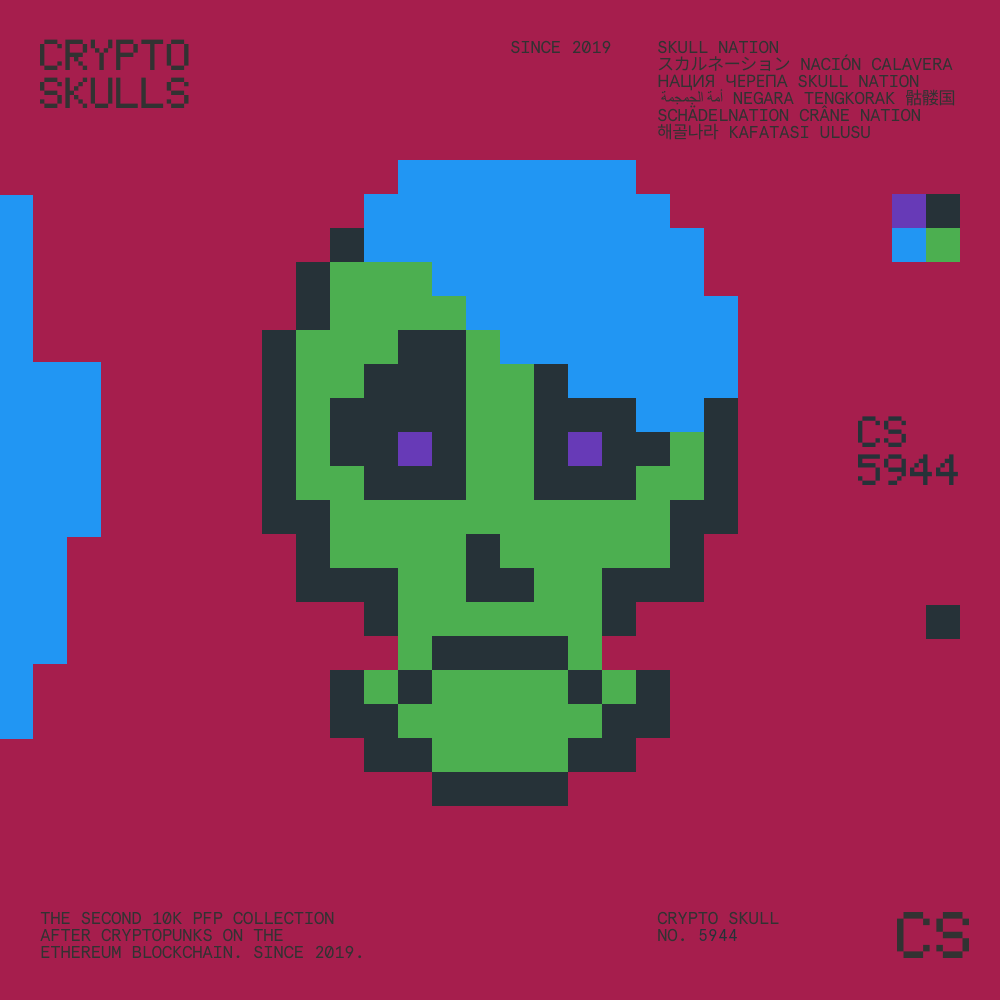 CRYPTO
SKULLS
SINCE 2019
SKULL NATION
スカルネーション NACIÓN CALAVERA
НАЦИЯ ЧЕРЕПА SKULL NATION
أمة الجمجمة NEGARA TENGKORAK 骷髅国
SCHÄDELNATION CRÂNE NATION
해골나라 KAFATASI ULUSU
CS
5944
THE SECOND 10K PFP COLLECTION
AFTER CRYPTOPUNKS ON THE
ETHEREUM BLOCKCHAIN. SINCE 2019.
CRYPTO SKULL
NO. 5944
CS